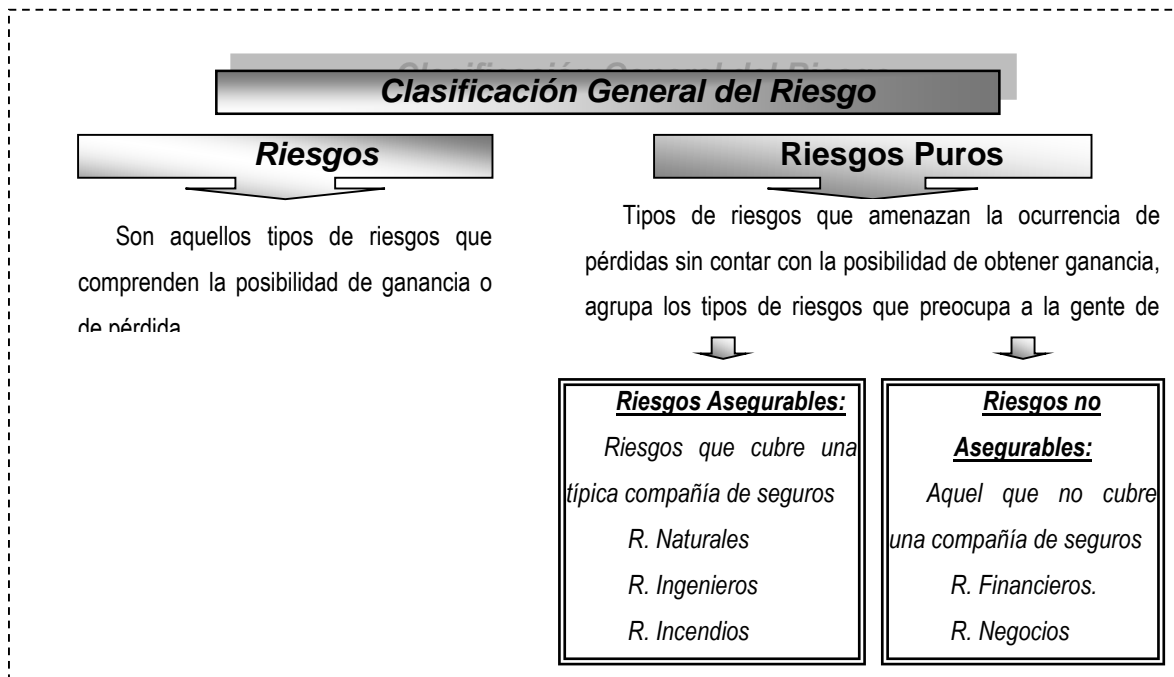 Clasificación General del Riesgo
Riesgos
Son aquellos tipos de riesgos que
comprenden la posibilidad de ganancia o
de pérdida
Riesgos Puros
Tipos de riesgos que amenazan la ocurrencia de
pérdidas sin contar con la posibilidad de obtener ganancia,
agrupa los tipos de riesgos que preocupa a la gente de
Riesgos Asegurables:
Riesgos que cubre una
típica compañía de seguros
R. Naturales
R. Ingenieros
R. Incendios
Riesgos no
Asegurables:
Aquel que no cubre
una compañía de seguros
R. Financieros.
R. Negocios